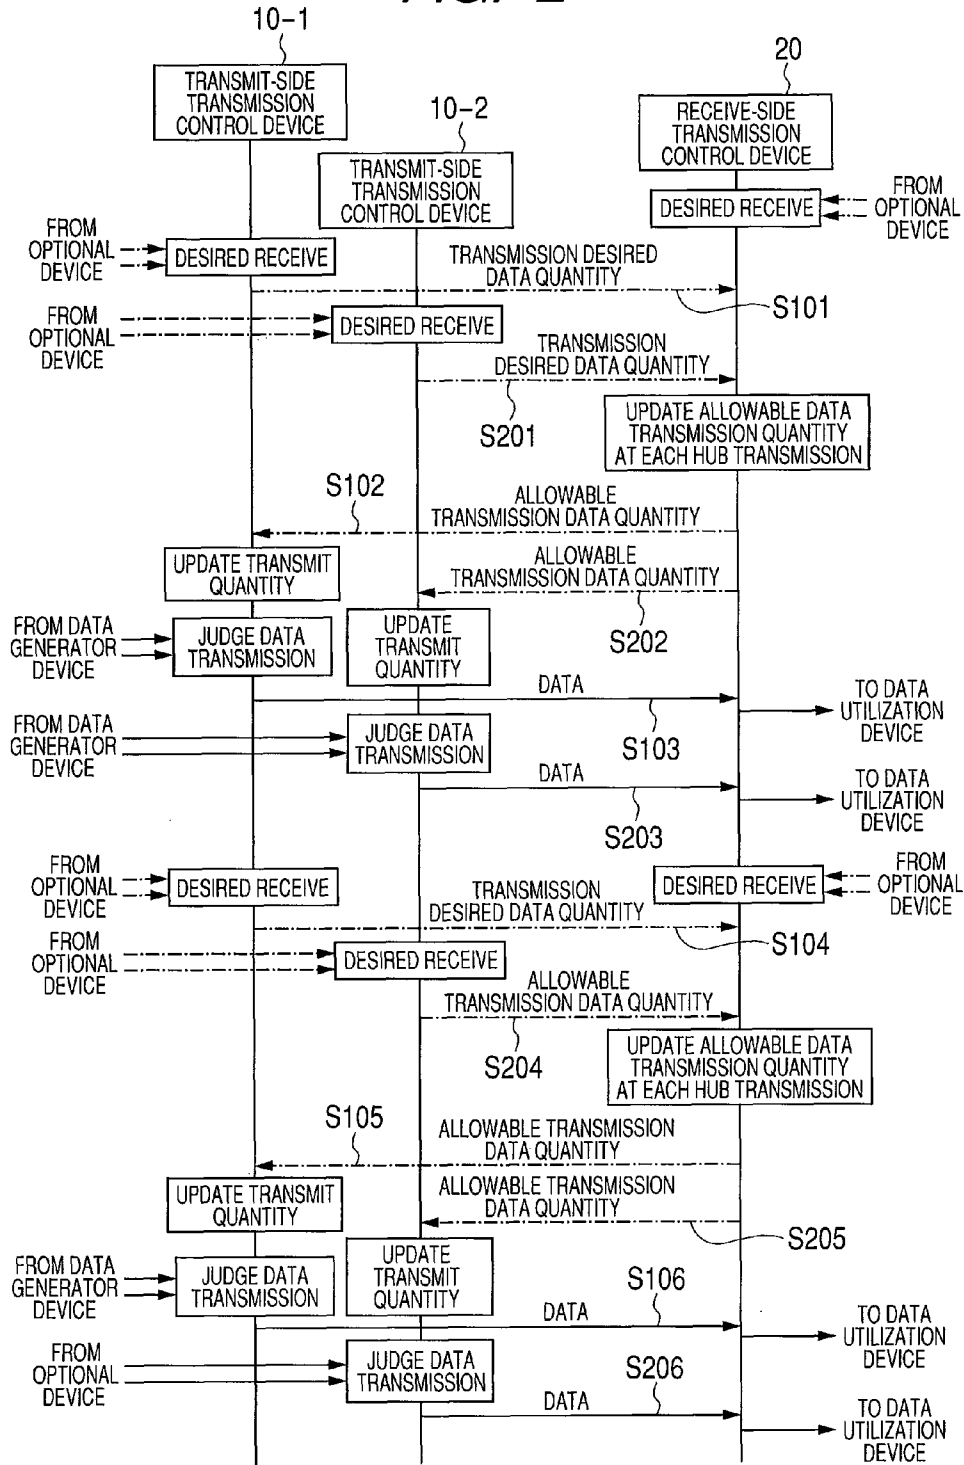 FIG. 2
10-1
TRANSMIT-SIDE
TRANSMISSION
CONTROL DEVICE
10-2
TRANSMIT-SIDE
TRANSMISSION
CONTROL DEVICE
20
RECEIVE-SIDE
TRANSMISSION
CONTROL DEVICE
DESIRED RECEIVE
FROM
OPTIONAL
DEVICE
FROM
OPTIONAL
DEVICE
DESIRED RECEIVE
TRANSMISSION DESIRED
DATA QUANTITY
S101
FROM
OPTIONAL
DEVICE
DESIRED RECEIVE
TRANSMISSION
DESIRED DATA QUANTITY
S201
UPDATE ALLOWABLE DATA
TRANSMISSION QUANTITY
AT EACH HUB TRANSMISSION
S102
ALLOWABLE
TRANSMISSION DATA QUANTITY
UPDATE TRANSMIT
QUANTITY
ALLOWABLE
TRANSMISSION DATA QUANTITY
S202
FROM DATA
GENERATOR
DEVICE
JUDGE DATA
TRANSMISSION
UPDATE
TRANSMIT
QUANTITY
DATA
S103
TO DATA
UTILIZATION
DEVICE
FROM DATA
GENERATOR
DEVICE
JUDGE DATA
TRANSMISSION
DATA
S203
TO DATA
UTILIZATION
DEVICE
FROM
OPTIONAL
DEVICE
DESIRED RECEIVE
TRANSMISSION
DESIRED DATA QUANTITY
S104
DESIRED RECEIVE
FROM
OPTIONAL
DEVICE
FROM
OPTIONAL
DEVICE
DESIRED RECEIVE
ALLOWABLE
TRANSMISSION DATA QUANTITY
S204
UPDATE ALLOWABLE DATA
TRANSMISSION QUANTITY
AT EACH HUB TRANSMISSION
S105
ALLOWABLE TRANSMISSION
DATA QUANTITY
UPDATE TRANSMIT
QUANTITY
ALLOWABLE TRANSMISSION
DATA QUANTITY
S205
FROM DATA
GENERATOR
DEVICE
JUDGE DATA
TRANSMISSION
UPDATE
TRANSMIT
QUANTITY
DATA
S106
TO DATA
UTILIZATION
DEVICE
FROM
OPTIONAL
DEVICE
JUDGE DATA
TRANSMISSION
DATA
S206
TO DATA
UTILIZATION
DEVICE